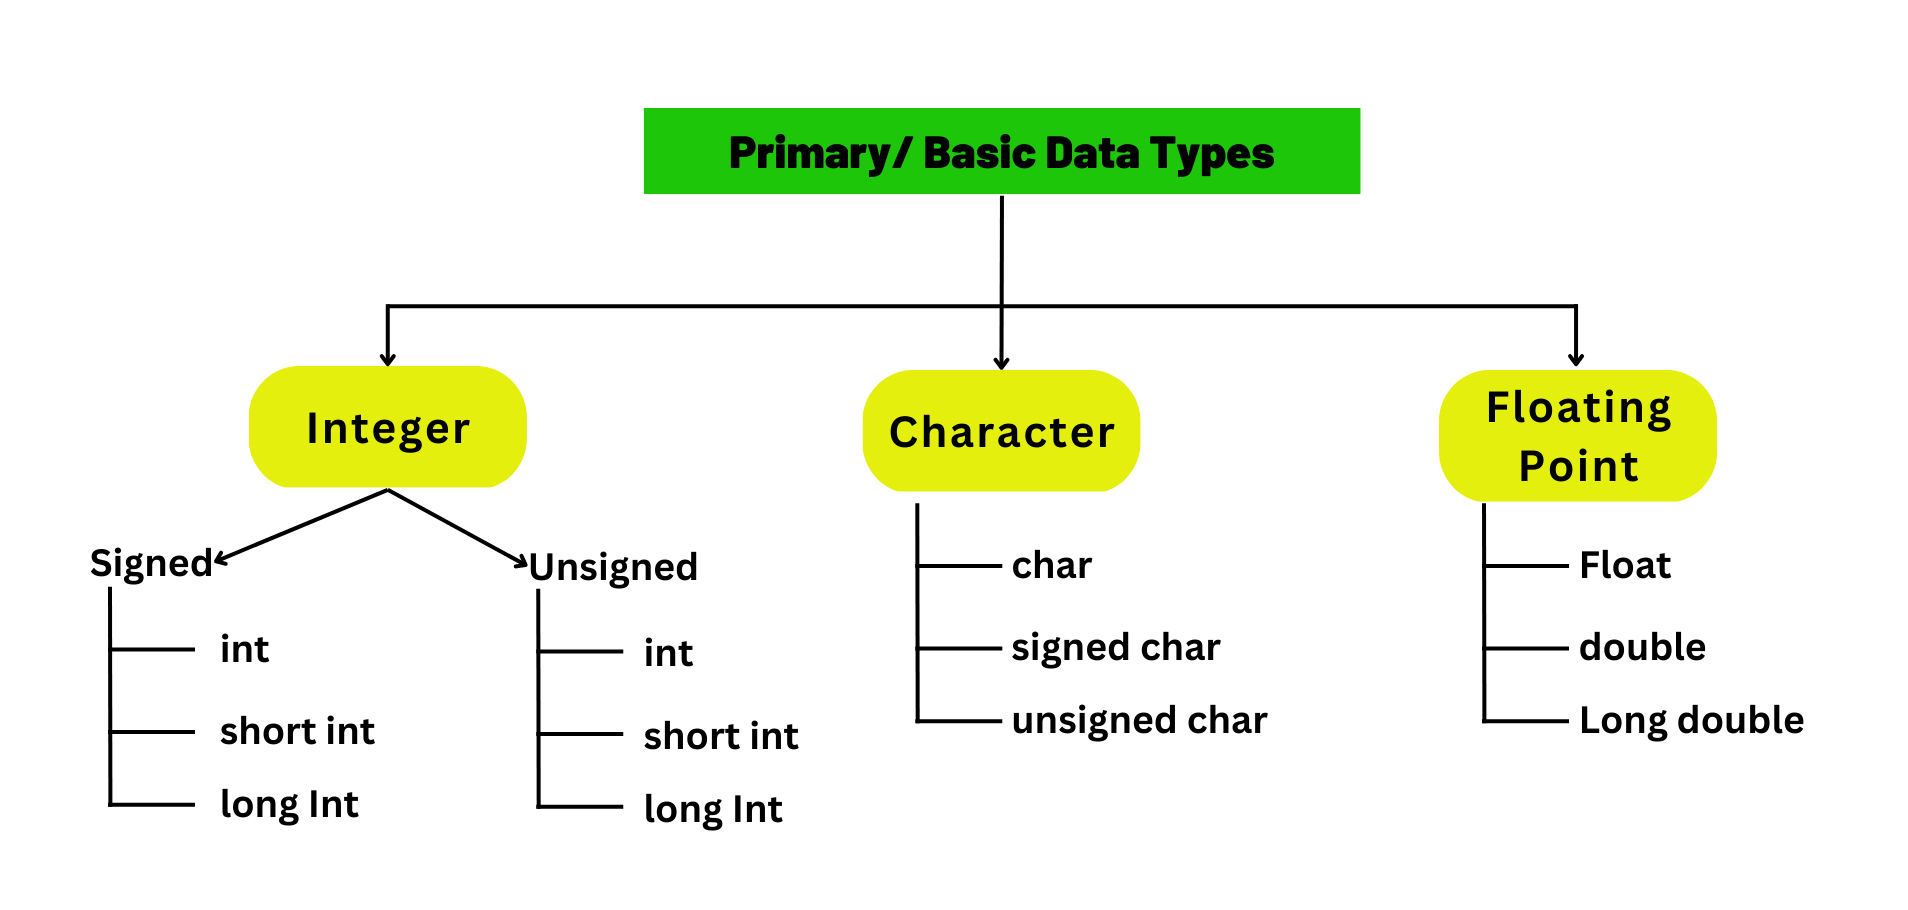 Primary/ Basic Data Types
Integer
Character
Floating
Point
Signed
int
short int
long Int
Unsigned
int
short int
long Int
char
signed char
unsigned char
Float
double
Long double